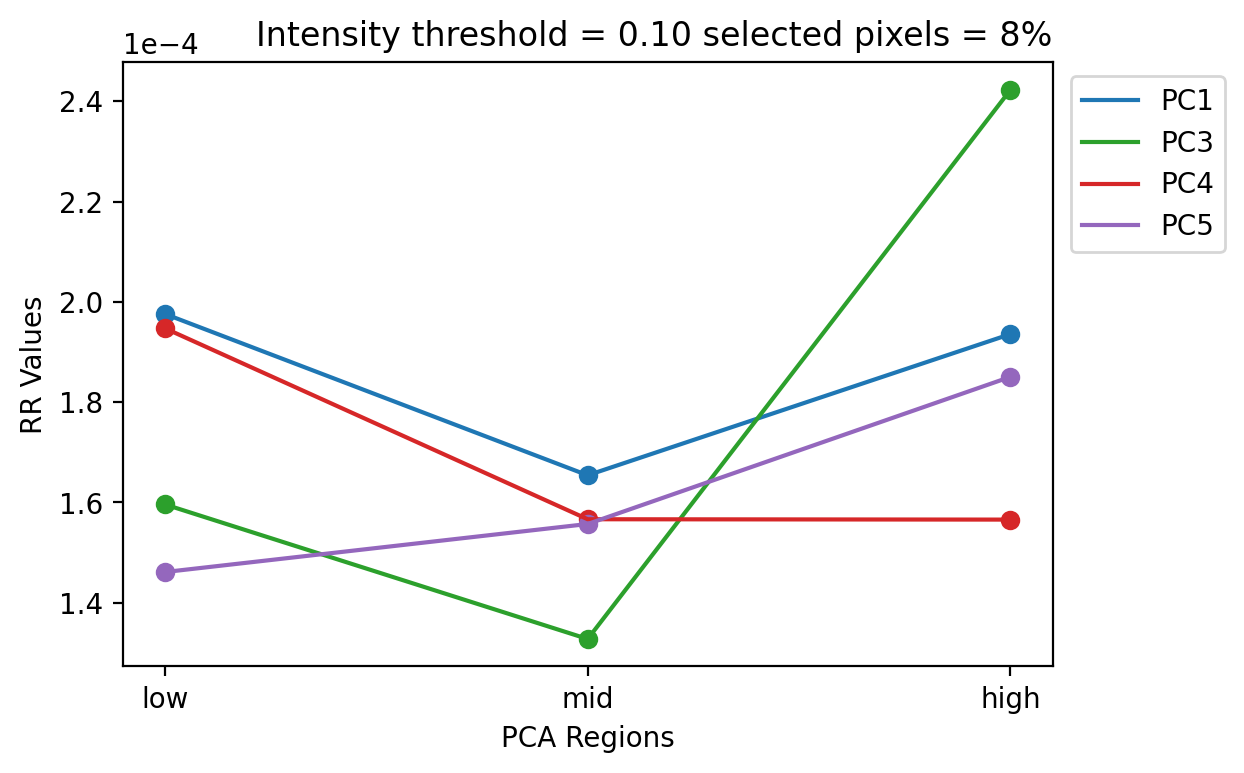 Intensity threshold = 0.10 selected pixels = 8%
1e−4
2.4
2.2
2.0
1.8
1.6
1.4
RR Values
low
mid
high
PCA Regions
PC1
PC3
PC4
PC5